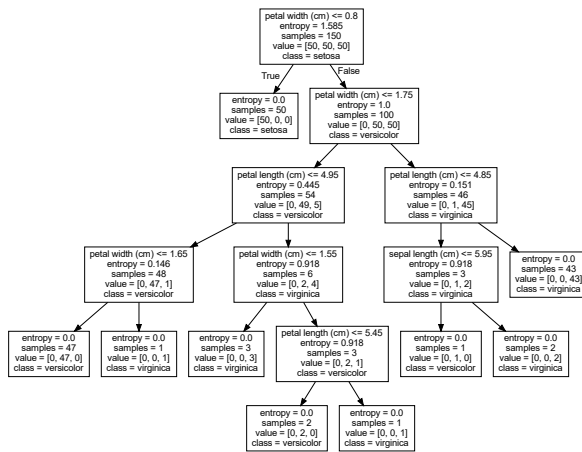 petal width (cm) <= 0.8
entropy = 1.585
samples = 150
value = [50, 50, 50]
class = setosa
True
False
entropy = 0.0
samples = 50
value = [50, 0, 0]
class = setosa
petal width (cm) <= 1.75
entropy = 1.0
samples = 100
value = [0, 50, 50]
class = versicolor
petal length (cm) <= 4.95
entropy = 0.445
samples = 54
value = [0, 49, 5]
class = versicolor
petal length (cm) <= 4.85
entropy = 0.151
samples = 46
value = [0, 1, 45]
class = virginica
petal width (cm) <= 1.65
entropy = 0.146
samples = 48
value = [0, 47, 1]
class = versicolor
petal width (cm) <= 1.55
entropy = 0.918
samples = 6
value = [0, 2, 4]
class = virginica
sepal length (cm) <= 5.95
entropy = 0.918
samples = 3
value = [0, 1, 2]
class = virginica
entropy = 0.0
samples = 43
value = [0, 0, 43]
class = virginica
entropy = 0.0
samples = 47
value = [0, 47, 0]
class = versicolor
entropy = 0.0
samples = 1
value = [0, 0, 1]
class = virginica
entropy = 0.0
samples = 3
value = [0, 0, 3]
class = virginica
petal length (cm) <= 5.45
entropy = 0.918
samples = 3
value = [0, 2, 1]
class = versicolor
entropy = 0.0
samples = 1
value = [0, 1, 0]
class = versicolor
entropy = 0.0
samples = 2
value = [0, 0, 2]
class = virginica
entropy = 0.0
samples = 2
value = [0, 2, 0]
class = versicolor
entropy = 0.0
samples = 1
value = [0, 0, 1]
class = virginica